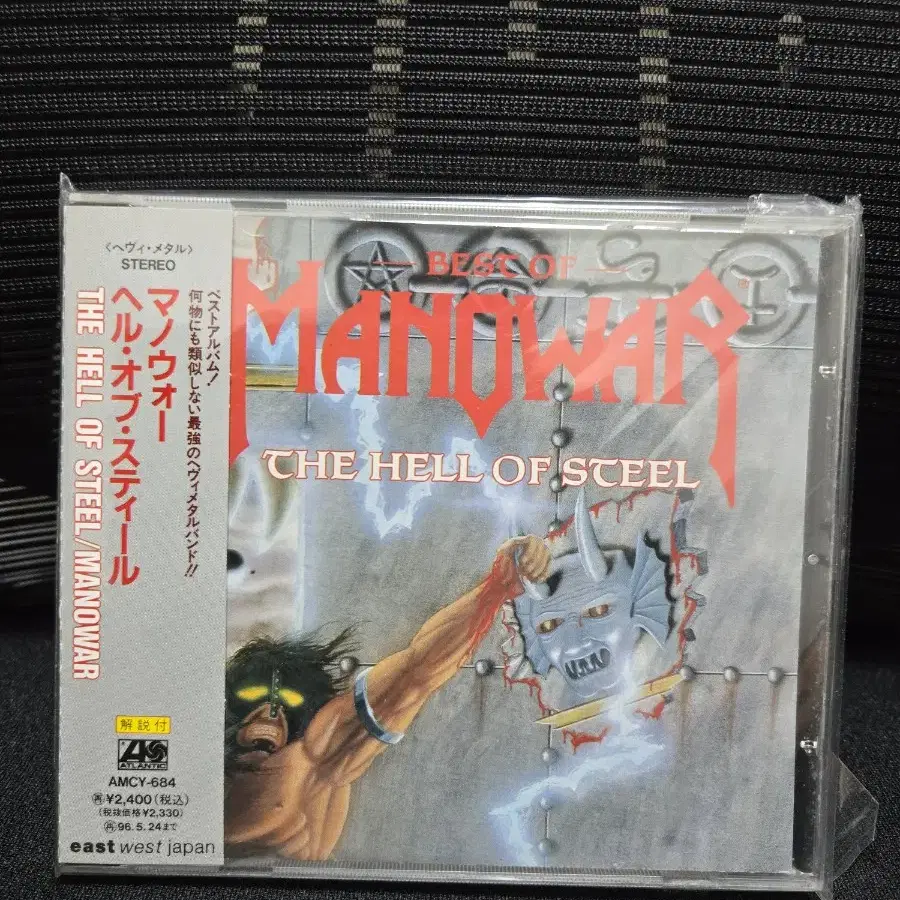 〈ヘヴィ・メタル〉
STEREO
マノウォー
ヘル・オブ・スティール
THE HELL OF STEEL/MANOWAR
ベスト・アルバム!
何物にも類似しない最強のヘヴィメタルバンド!!
解説付
ATLANTIC
AMCY-684
再¥2,400(税込)
(税抜価格¥2,330)
再96.5.24まで
east west japan
BEST OF
MANOWAR
THE HELL OF STEEL